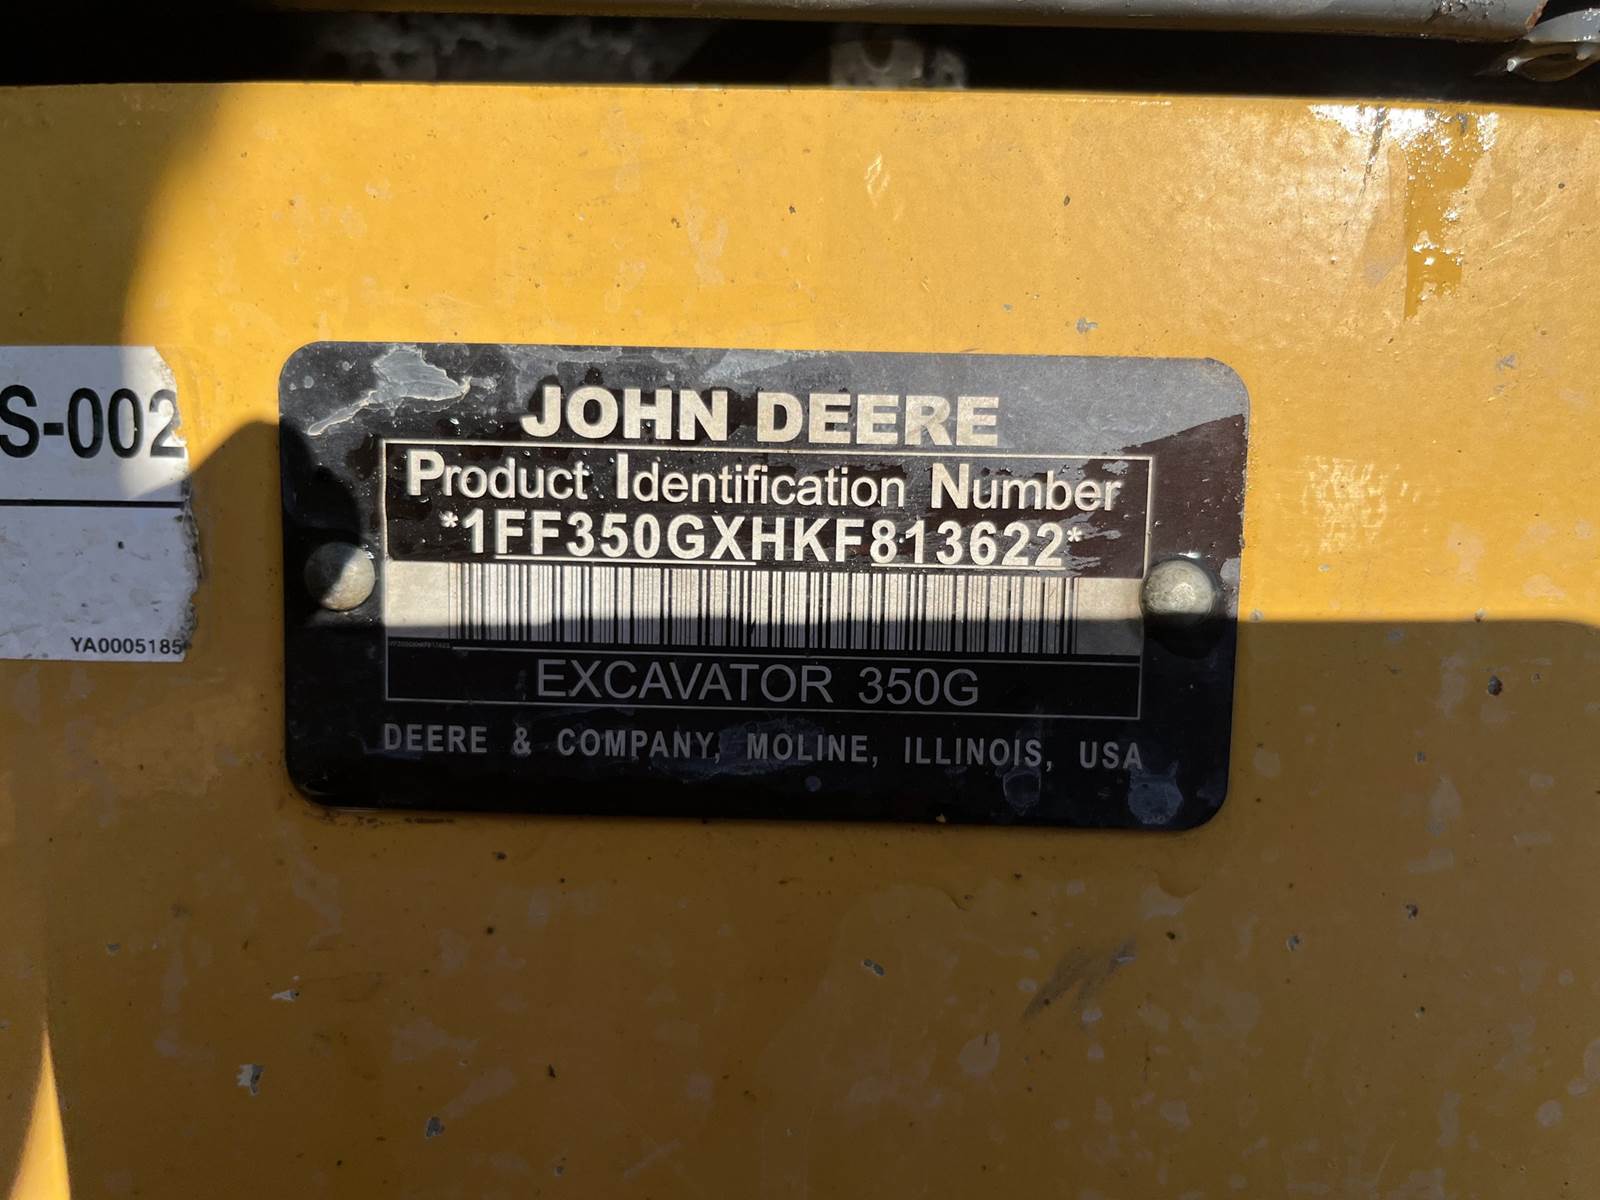 S-002
YA0005185
JOHN DEERE
Product Identification Number
*1FF350GXHKF813622*
EXCAVATOR 350G
DEERE & COMPANY, MOLINE, ILLINOIS, USA